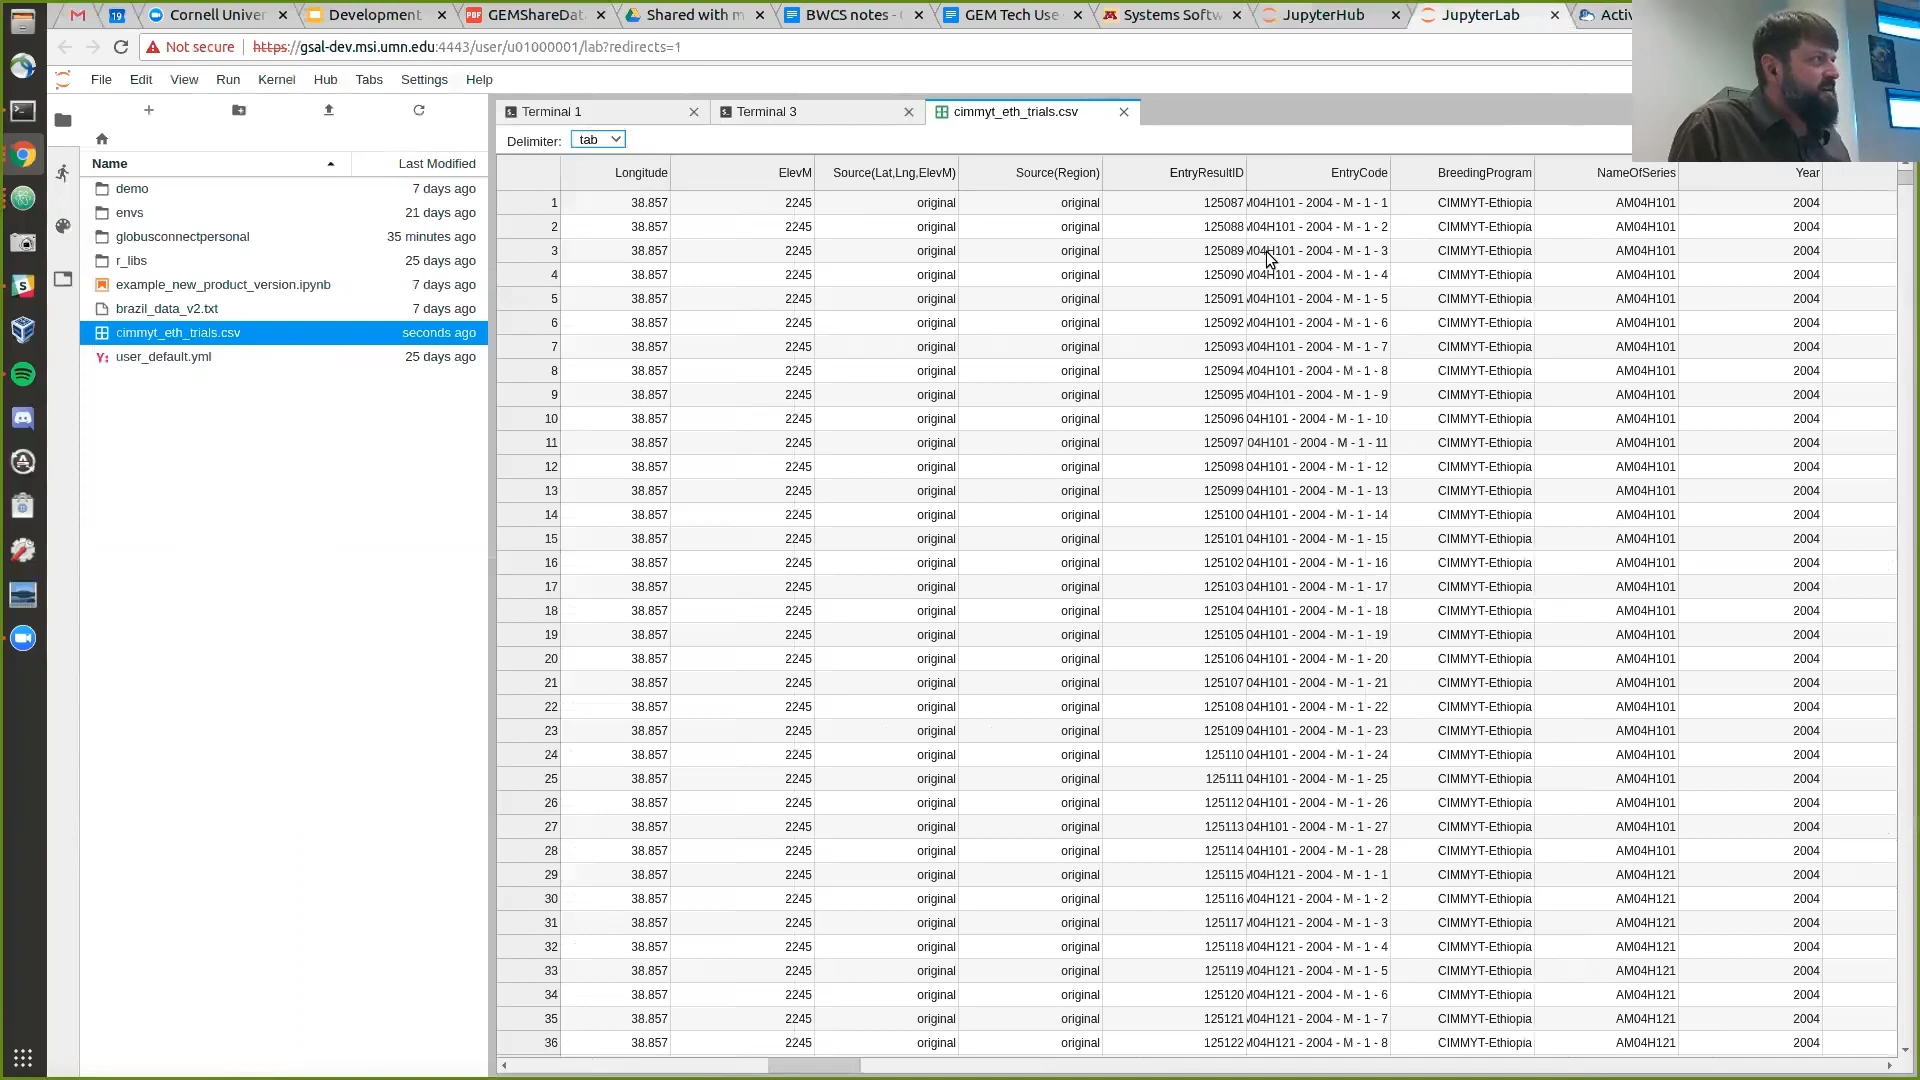 19 Cornell Univer Development GEMShareDat Shared with m BWCS notes - GEM Tech Use Systems Softw JupyterHub JupyterLab Activ
Not secure https://gsal-dev.msi.umn.edu:4443/user/u01000001/lab?redirects=1
File Edit View Run Kernel Hub Tabs Settings Help
Terminal 1 Terminal 3 cimmyt_eth_trials.csv
Delimiter: tab
Name Last Modified
demo 7 days ago
envs 21 days ago
globusconnectpersonal 35 minutes ago
r_libs 25 days ago
example_new_product_version.ipynb 7 days ago
brazil_data_v2.txt 7 days ago
cimmyt_eth_trials.csv seconds ago
user_default.yml 25 days ago
Longitude ElevM Source(Lat,Lng,ElevM) Source(Region) EntryResultID EntryCode BreedingProgram NameOfSeries Year
1 38.857 2245 original original 125087 M04H101 - 2004 - M - 1 - 1 CIMMYT-Ethiopia AM04H101 2004
2 38.857 2245 original original 125088 M04H101 - 2004 - M - 1 - 2 CIMMYT-Ethiopia AM04H101 2004
3 38.857 2245 original original 125089 M04H101 - 2004 - M - 1 - 3 CIMMYT-Ethiopia AM04H101 2004
4 38.857 2245 original original 125090 M04H101 - 2004 - M - 1 - 4 CIMMYT-Ethiopia AM04H101 2004
5 38.857 2245 original original 125091 M04H101 - 2004 - M - 1 - 5 CIMMYT-Ethiopia AM04H101 2004
6 38.857 2245 original original 125092 M04H101 - 2004 - M - 1 - 6 CIMMYT-Ethiopia AM04H101 2004
7 38.857 2245 original original 125093 M04H101 - 2004 - M - 1 - 7 CIMMYT-Ethiopia AM04H101 2004
8 38.857 2245 original original 125094 M04H101 - 2004 - M - 1 - 8 CIMMYT-Ethiopia AM04H101 2004
9 38.857 2245 original original 125095 M04H101 - 2004 - M - 1 - 9 CIMMYT-Ethiopia AM04H101 2004
10 38.857 2245 original original 125096 04H101 - 2004 - M - 1 - 10 CIMMYT-Ethiopia AM04H101 2004
11 38.857 2245 original original 125097 04H101 - 2004 - M - 1 - 11 CIMMYT-Ethiopia AM04H101 2004
12 38.857 2245 original original 125098 04H101 - 2004 - M - 1 - 12 CIMMYT-Ethiopia AM04H101 2004
13 38.857 2245 original original 125099 04H101 - 2004 - M - 1 - 13 CIMMYT-Ethiopia AM04H101 2004
14 38.857 2245 original original 125100 04H101 - 2004 - M - 1 - 14 CIMMYT-Ethiopia AM04H101 2004
15 38.857 2245 original original 125101 04H101 - 2004 - M - 1 - 15 CIMMYT-Ethiopia AM04H101 2004
16 38.857 2245 original original 125102 04H101 - 2004 - M - 1 - 16 CIMMYT-Ethiopia AM04H101 2004
17 38.857 2245 original original 125103 04H101 - 2004 - M - 1 - 17 CIMMYT-Ethiopia AM04H101 2004
18 38.857 2245 original original 125104 04H101 - 2004 - M - 1 - 18 CIMMYT-Ethiopia AM04H101 2004
19 38.857 2245 original original 125105 04H101 - 2004 - M - 1 - 19 CIMMYT-Ethiopia AM04H101 2004
20 38.857 2245 original original 125106 04H101 - 2004 - M - 1 - 20 CIMMYT-Ethiopia AM04H101 2004
21 38.857 2245 original original 125107 04H101 - 2004 - M - 1 - 21 CIMMYT-Ethiopia AM04H101 2004
22 38.857 2245 original original 125108 04H101 - 2004 - M - 1 - 22 CIMMYT-Ethiopia AM04H101 2004
23 38.857 2245 original original 125109 04H101 - 2004 - M - 1 - 23 CIMMYT-Ethiopia AM04H101 2004
24 38.857 2245 original original 125110 04H101 - 2004 - M - 1 - 24 CIMMYT-Ethiopia AM04H101 2004
25 38.857 2245 original original 125111 04H101 - 2004 - M - 1 - 25 CIMMYT-Ethiopia AM04H101 2004
26 38.857 2245 original original 125112 04H101 - 2004 - M - 1 - 26 CIMMYT-Ethiopia AM04H101 2004
27 38.857 2245 original original 125113 04H101 - 2004 - M - 1 - 27 CIMMYT-Ethiopia AM04H101 2004
28 38.857 2245 original original 125114 04H101 - 2004 - M - 1 - 28 CIMMYT-Ethiopia AM04H101 2004
29 38.857 2245 original original 125115 M04H121 - 2004 - M - 1 - 1 CIMMYT-Ethiopia AM04H121 2004
30 38.857 2245 original original 125116 M04H121 - 2004 - M - 1 - 2 CIMMYT-Ethiopia AM04H121 2004
31 38.857 2245 original original 125117 M04H121 - 2004 - M - 1 - 3 CIMMYT-Ethiopia AM04H121 2004
32 38.857 2245 original original 125118 M04H121 - 2004 - M - 1 - 4 CIMMYT-Ethiopia AM04H121 2004
33 38.857 2245 original original 125119 M04H121 - 2004 - M - 1 - 5 CIMMYT-Ethiopia AM04H121 2004
34 38.857 2245 original original 125120 M04H121 - 2004 - M - 1 - 6 CIMMYT-Ethiopia AM04H121 2004
35 38.857 2245 original original 125121 M04H121 - 2004 - M - 1 - 7 CIMMYT-Ethiopia AM04H121 2004
36 38.857 2245 original original 125122 M04H121 - 2004 - M - 1 - 8 CIMMYT-Ethiopia AM04H121 2004